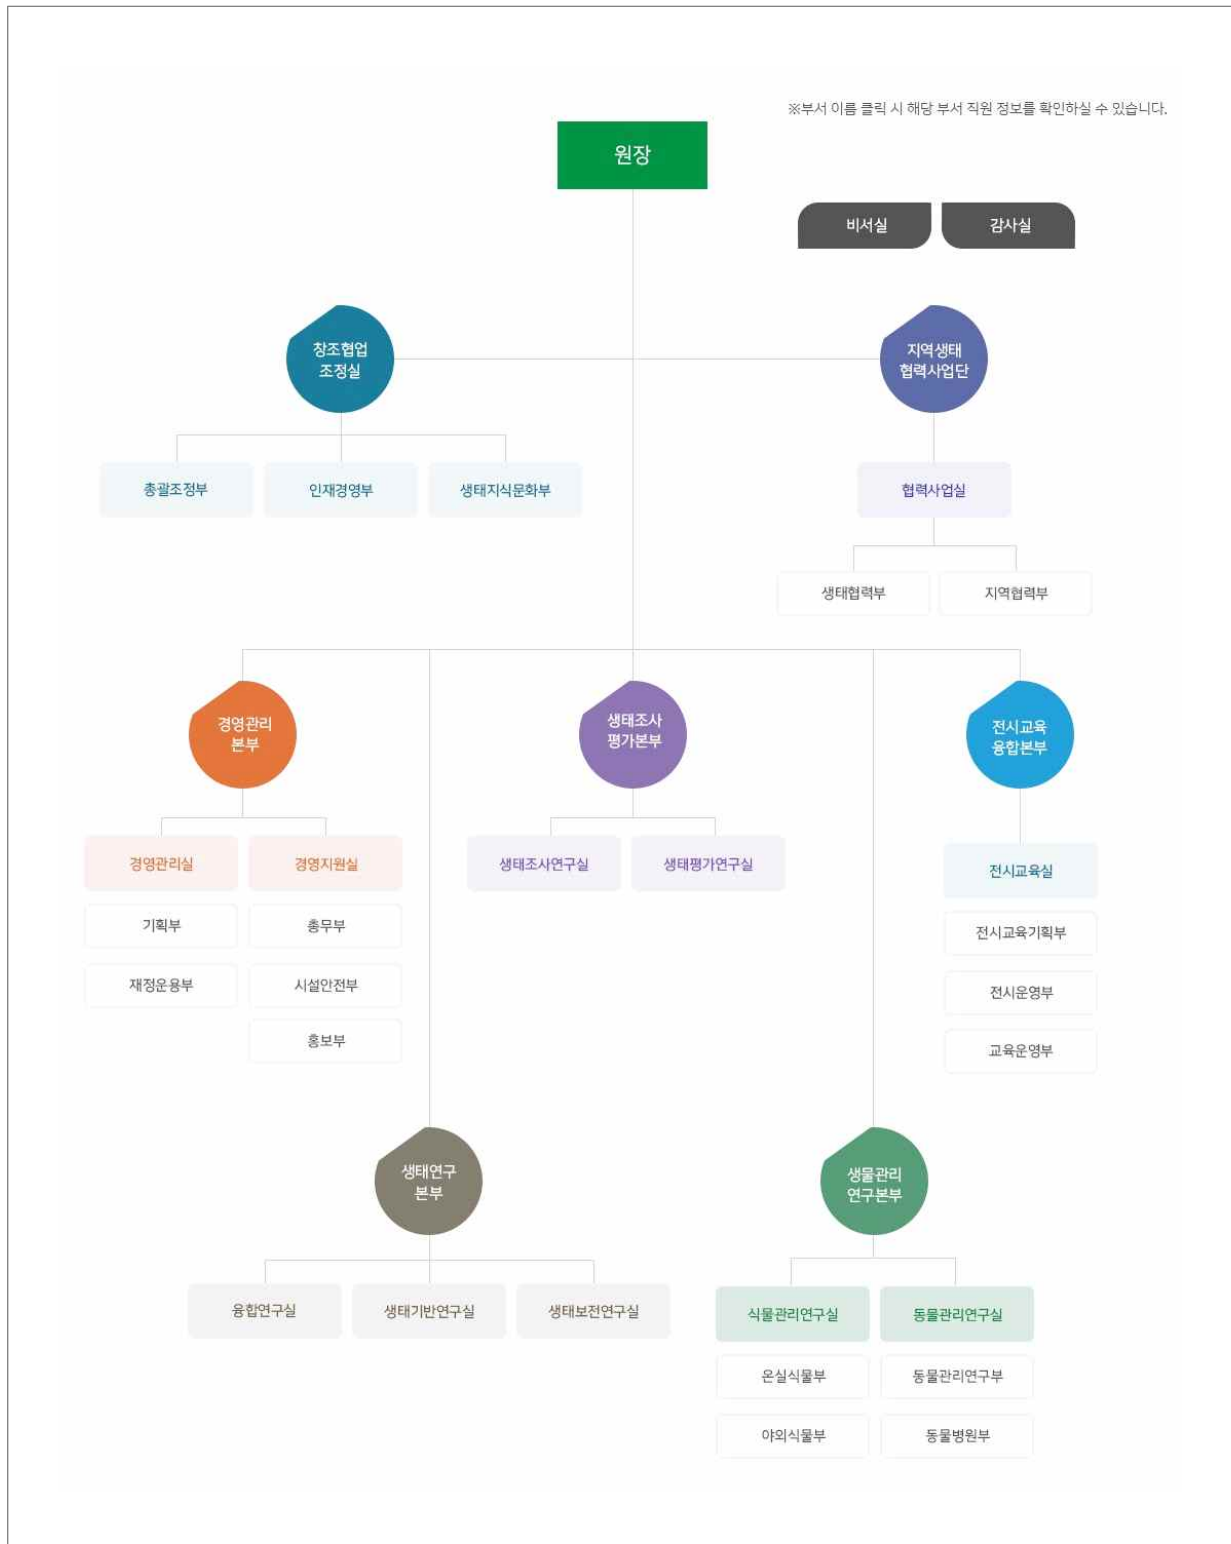 ※부서 이름 클릭 시 해당 부서 직원 정보를 확인하실 수 있습니다.
원장
비서실
감사실
창조협업
조정실
지역생태
협력사업단
총괄조정부
인재경영부
생태지식문화부
협력사업실
생태협력부
지역협력부
경영관리
본부
생태조사
평가본부
전시교육
융합본부
경영관리실
경영지원실
생태조사연구실
생태평가연구실
전시교육실
기획부
총무부
전시교육기획부
재정운용부
시설안전부
전시운영부
홍보부
교육운영부
생태연구
본부
생물관리
연구본부
융합연구실
생태기반연구실
생태보전연구실
식물관리연구실
동물관리연구실
온실식물부
동물관리연구부
야외식물부
동물병원부